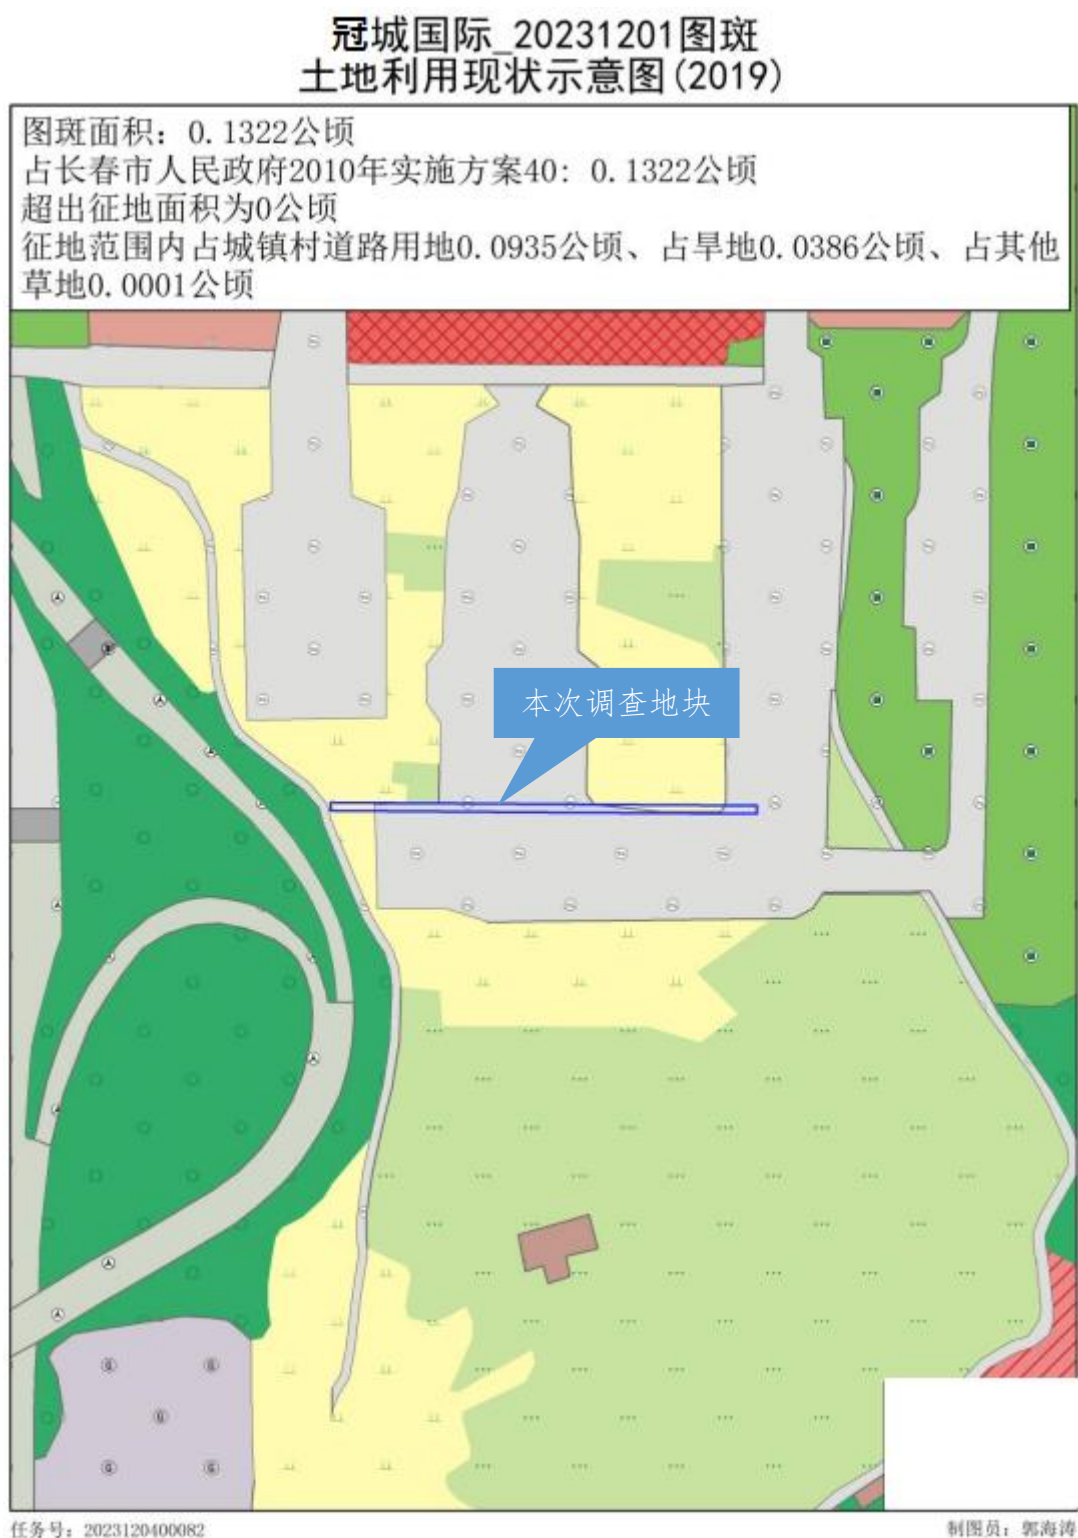 冠城国际_20231201图斑
土地利用现状示意图(2019)
图斑面积：0.1322公顷
占长春市人民政府2010年实施方案40：0.1322公顷
超出征地面积为0公顷
征地范围内占城镇村道路用地0.0935公顷、占旱地0.0386公顷、占其他
草地0.0001公顷
本次调查地块
任务号：2023120400082
制图员：郭海涛